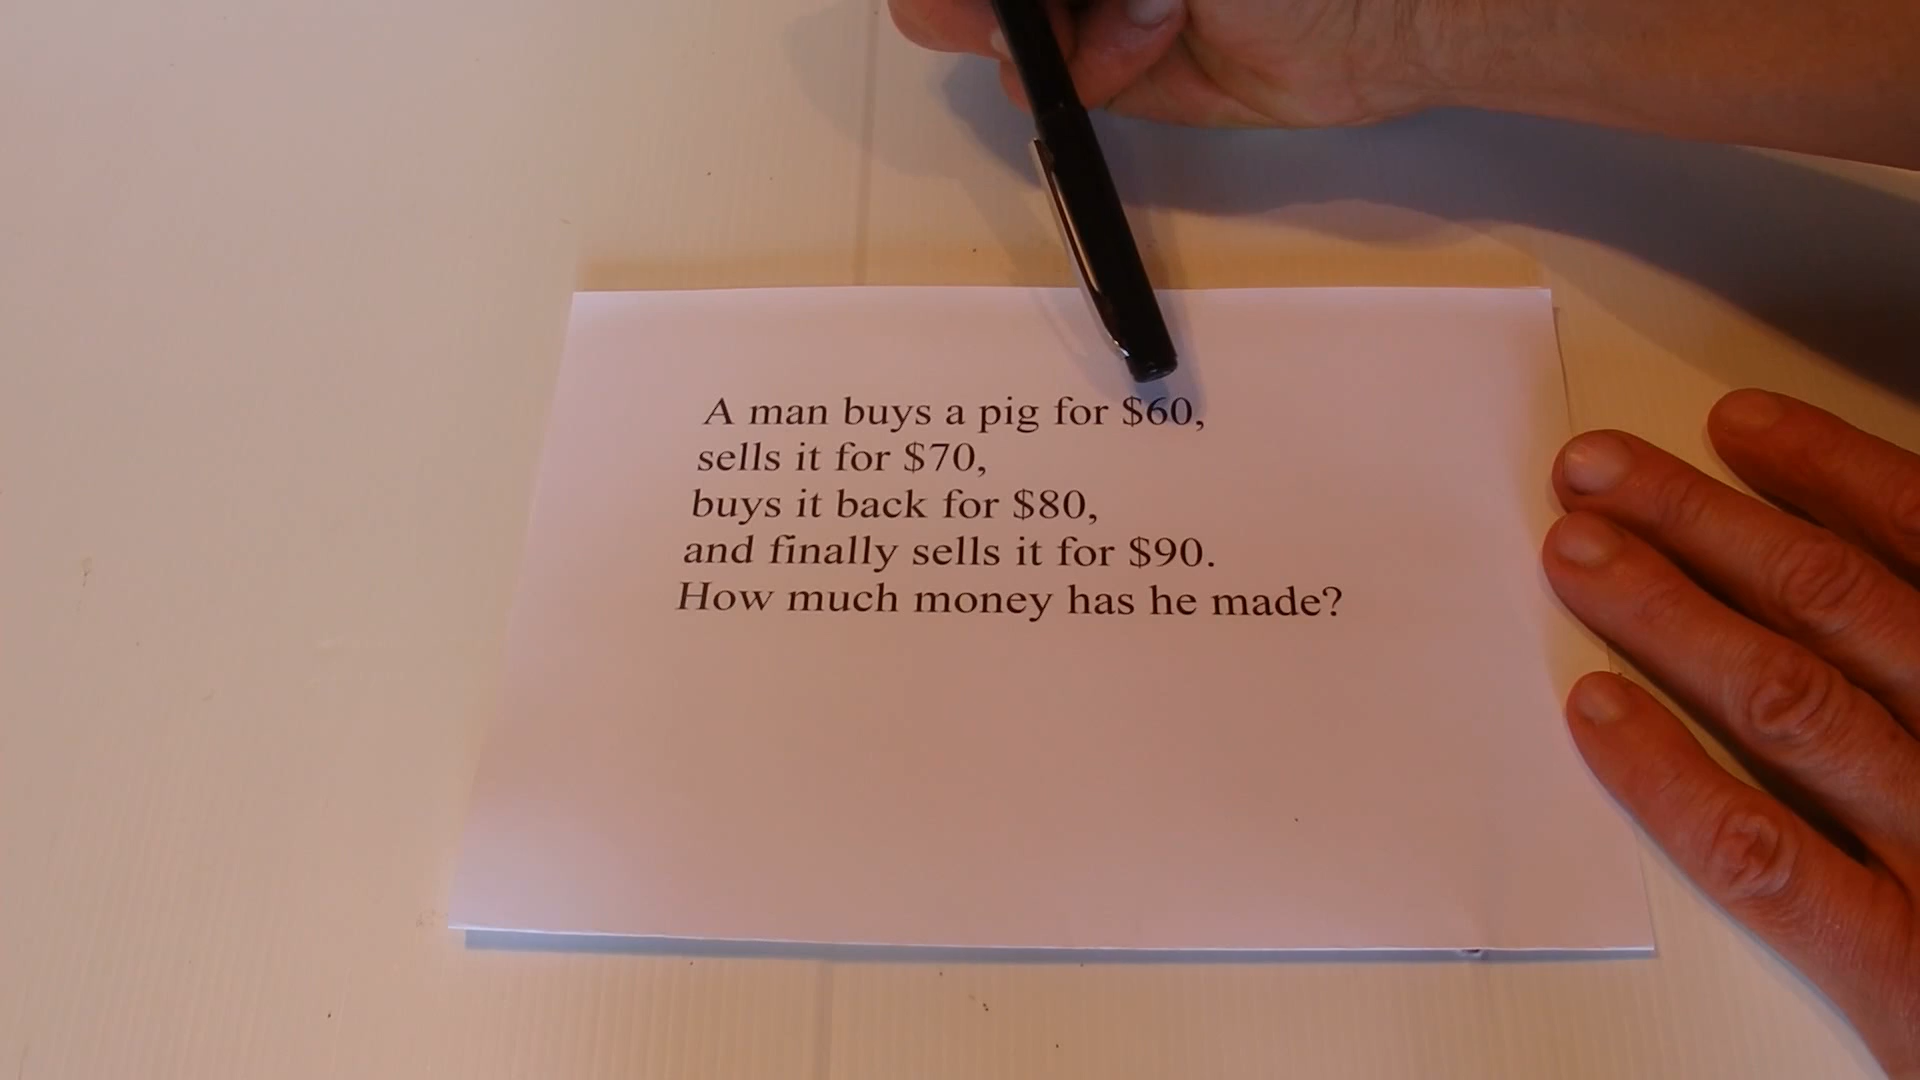 A man buys a pig for $60,
sells it for $70,
buys it back for $80,
and finally sells it for $90.
How much money has he made?